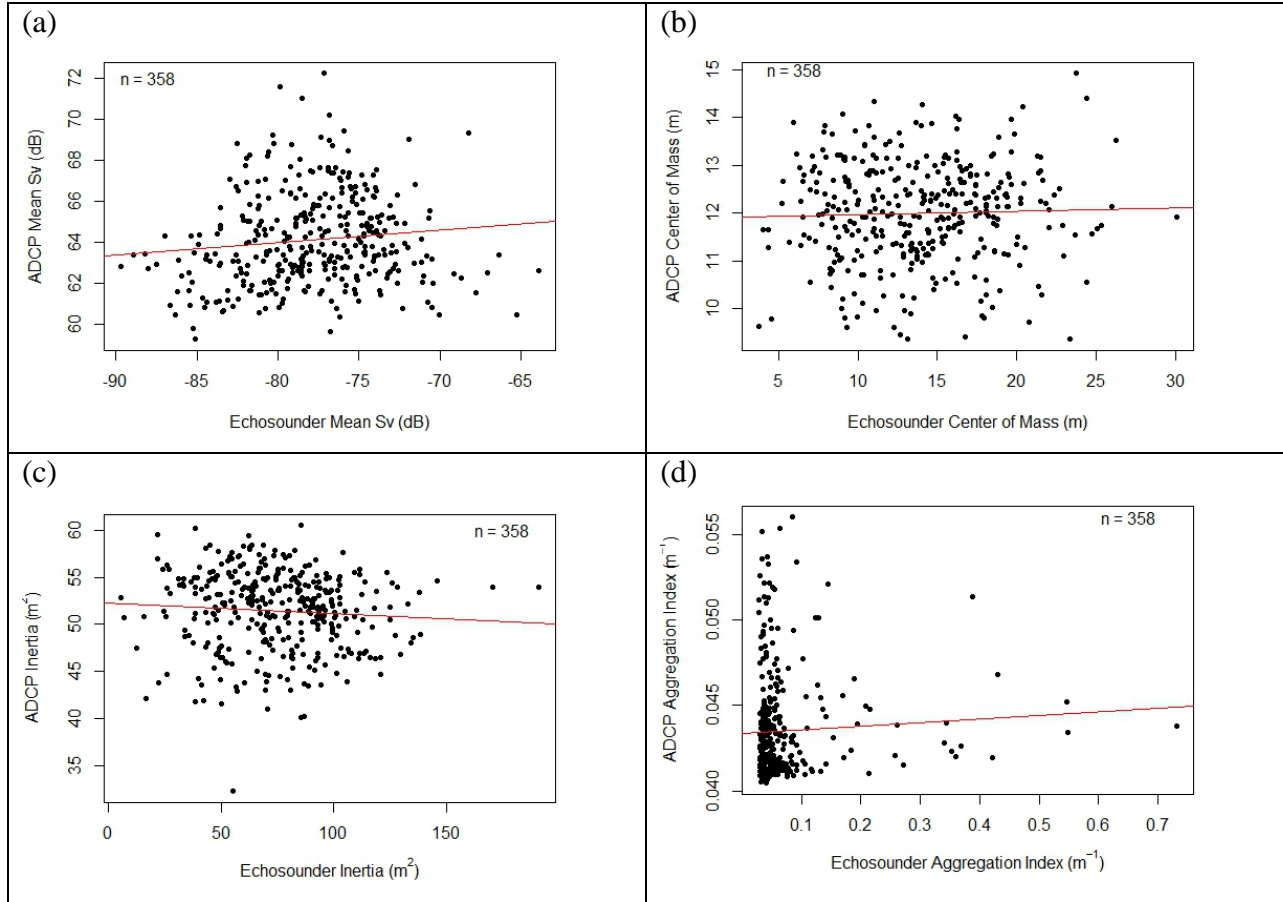 (a)
n = 358
72
70
68
66
64
62
60
ADCP Mean Sv (dB)
-90
-85
-80
-75
-70
-65
Echosounder Mean Sv (dB)
(b)
n = 358
15
14
13
12
11
10
ADCP Center of Mass (m)
5
10
15
20
25
30
Echosounder Center of Mass (m)
(c)
n = 358
60
55
50
45
40
35
ADCP Inertia (m²)
0
50
100
150
Echosounder Inertia (m²)
(d)
n = 358
0.055
0.050
0.045
0.040
ADCP Aggregation Index (m⁻¹)
0.1
0.2
0.3
0.4
0.5
0.6
0.7
Echosounder Aggregation Index (m⁻¹)